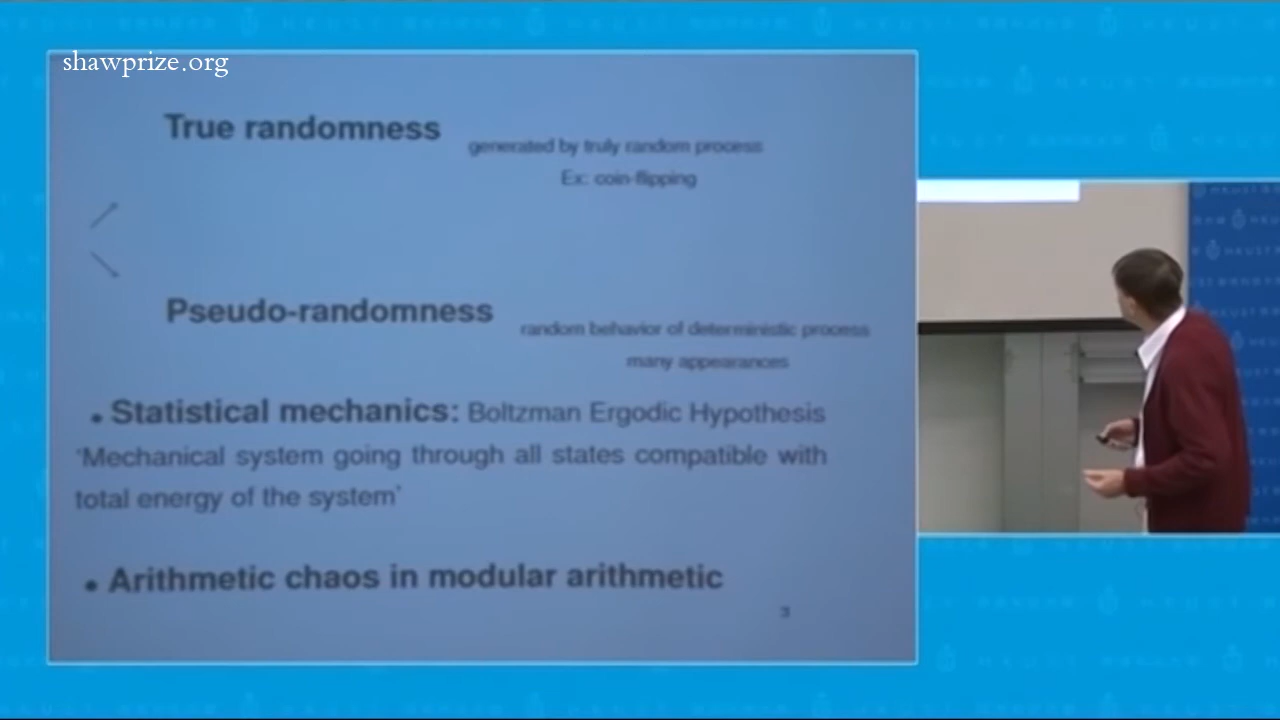 shawprize.org
True randomness
generated by truly random process
Ex: coin-flipping
Pseudo-randomness
random behavior of deterministic process
many appearances
• Statistical mechanics: Boltzman Ergodic Hypothesis
'Mechanical system going through all states compatible with
total energy of the system'
• Arithmetic chaos in modular arithmetic
3